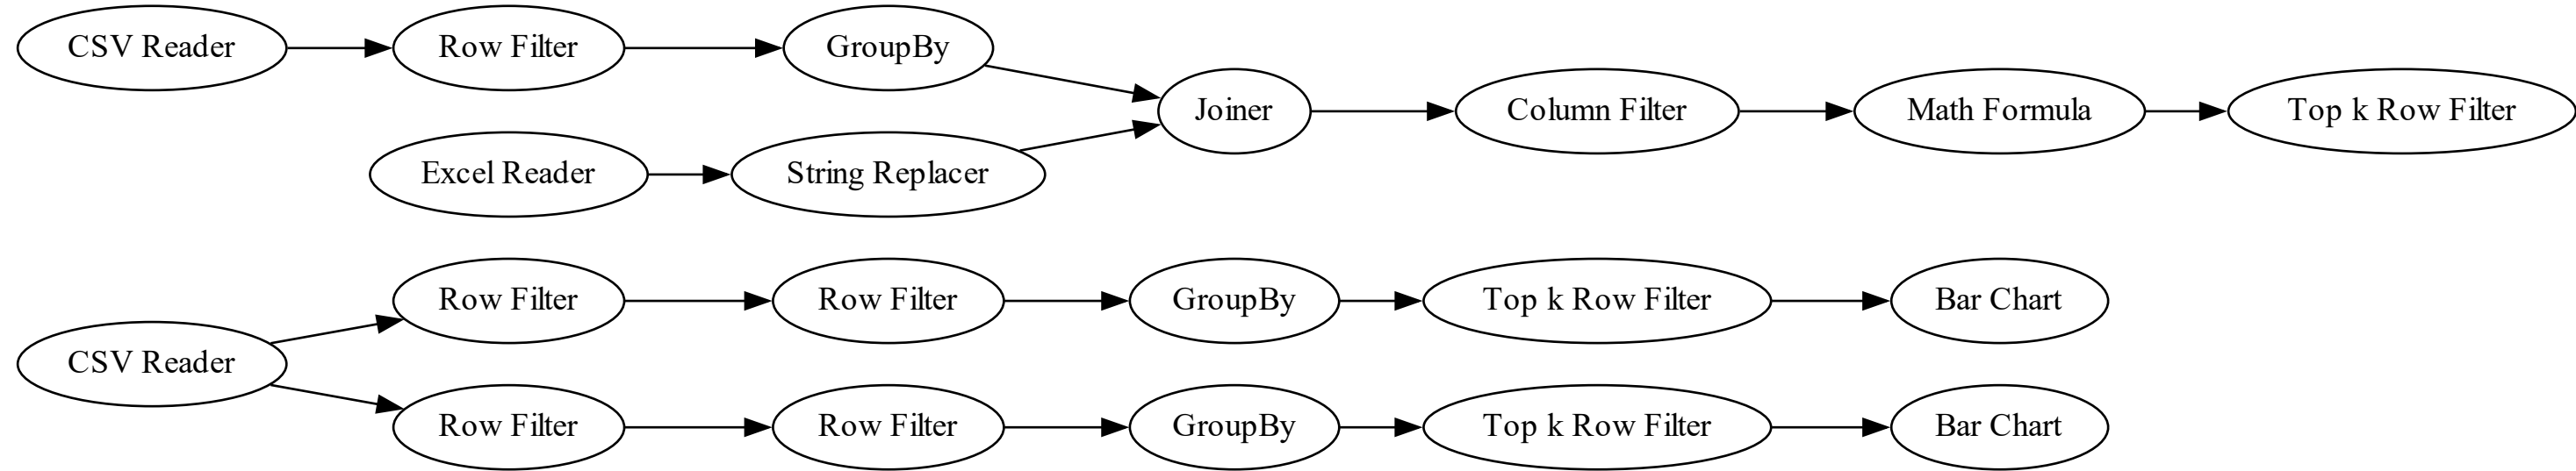 CSV Reader
Row Filter
GroupBy
Joiner
Column Filter
Math Formula
Top k Row Filter
Excel Reader
String Replacer
CSV Reader
Row Filter
Row Filter
GroupBy
Top k Row Filter
Bar Chart
Row Filter
Row Filter
GroupBy
Top k Row Filter
Bar Chart